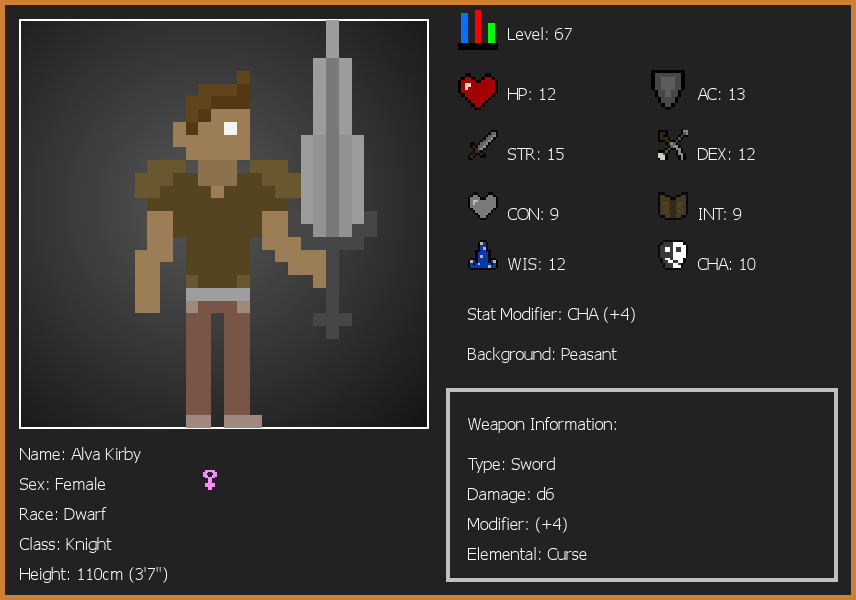 Level: 67
HP: 12
AC: 13
STR: 15
DEX: 12
CON: 9
INT: 9
WIS: 12
CHA: 10
Stat Modifier: CHA (+4)
Background: Peasant
Weapon Information:
Type: Sword
Damage: d6
Modifier: (+4)
Elemental: Curse
Name: Alva Kirby
Sex: Female
Race: Dwarf
Class: Knight
Height: 110cm (3'7")